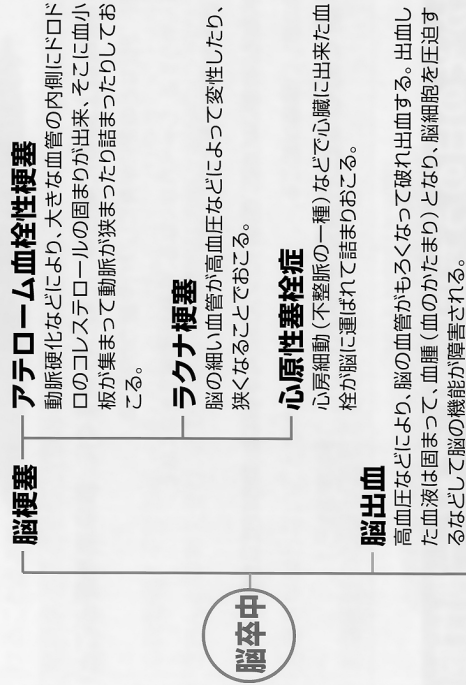 脳卒中
脳梗塞
アテローム血栓性梗塞
動脈硬化などにより、大きな血管の内側にドロド
ロのコレステロールの固まりが出来、そこに血小
板が集まって動脈が狭まったり詰まったりしてお
こる。
ラクナ梗塞
脳の細い血管が高血圧などによって変性したり、
狭くなることでおこる。
心原性塞栓症
心房細動（不整脈の一種）などで心臓に出来た血
栓が脳に運ばれて詰まりおこる。
脳出血
高血圧などにより、脳の血管がもろくなって破れ出血する。出血し
た血液は固まって、血腫（血のかたまり）となり、脳細胞を圧迫す
るなどして脳の機能が障害される。